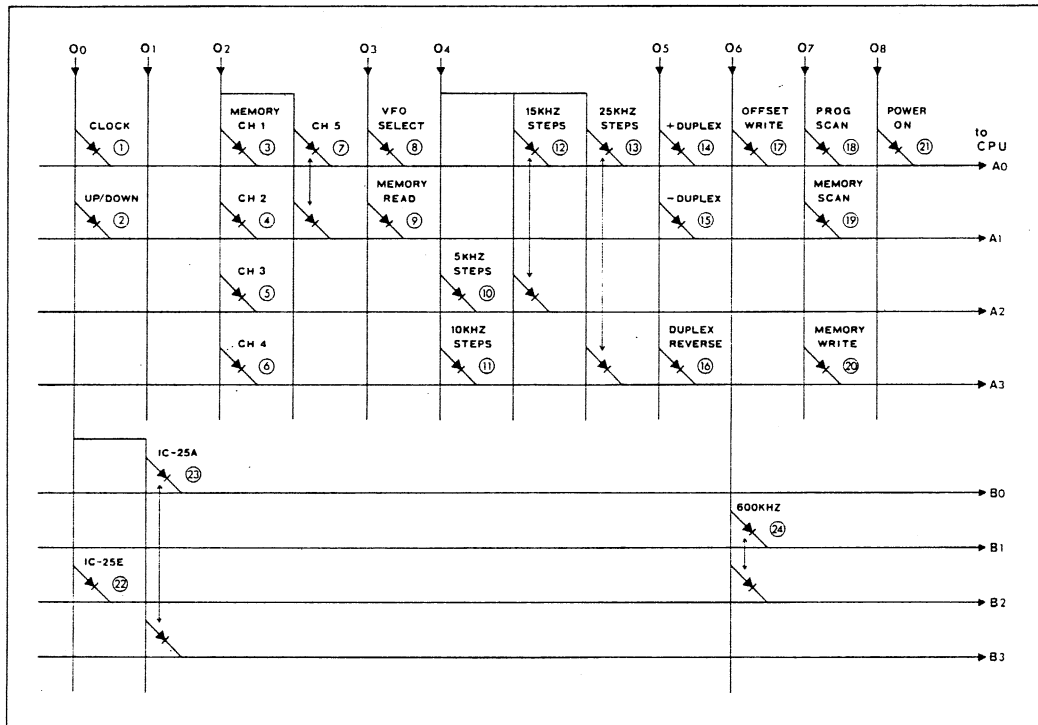 O0 O1 O2 O3 O4 O5 O6 O7 O8
CLOCK MEMORY CH 1 CH 5 VFO SELECT 15KHZ STEPS 25KHZ STEPS +DUPLEX OFFSET WRITE PROG SCAN POWER ON to CPU
① ③ ⑦ ⑧ ⑫ ⑬ ⑭ ⑰ ⑱ ㉑ A0
UP/DOWN CH 2 MEMORY READ −DUPLEX MEMORY SCAN
② ④ ⑨ ⑮ ⑲ A1
CH 3 5KHZ STEPS
⑤ ⑩ A2
CH 4 10KHZ STEPS DUPLEX REVERSE MEMORY WRITE
⑥ ⑪ ⑯ ⑳ A3
IC-25A
㉓ B0
600KHZ
㉔ B1
IC-25E
㉒ B2
B3